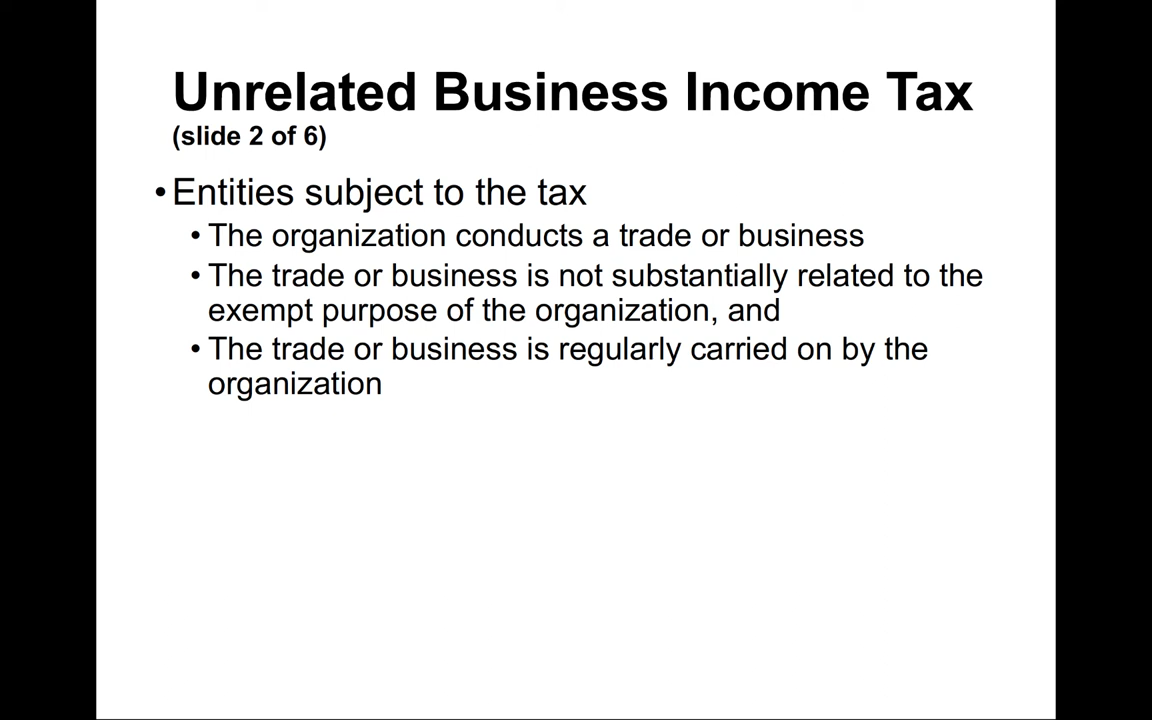 Unrelated Business Income Tax
(slide 2 of 6)
•Entities subject to the tax
• The organization conducts a trade or business
• The trade or business is not substantially related to the
exempt purpose of the organization, and
• The trade or business is regularly carried on by the
organization